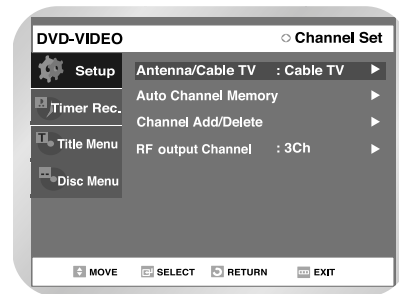 DVD-VIDEO ○ Channel Set
Setup
Antenna/Cable TV : Cable TV ►
Auto Channel Memory ►
Timer Rec.
Channel Add/Delete ►
Title Menu
RF output Channel : 3Ch ►
Disc Menu
MOVE SELECT RETURN EXIT